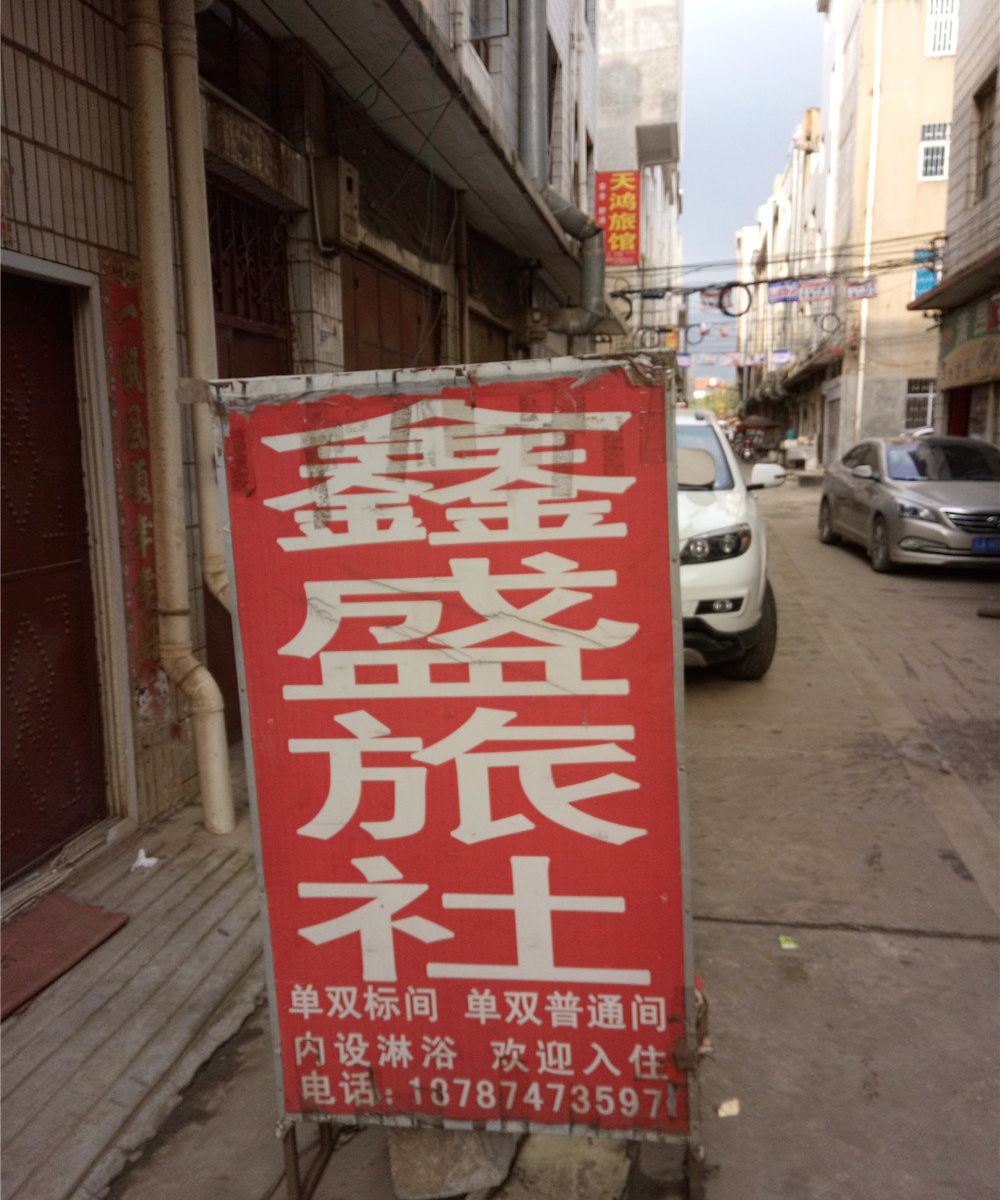 天鸿旅馆
鑫盛旅社
单双标间 单双普通间
内设淋浴 欢迎入住
电话：18787473597